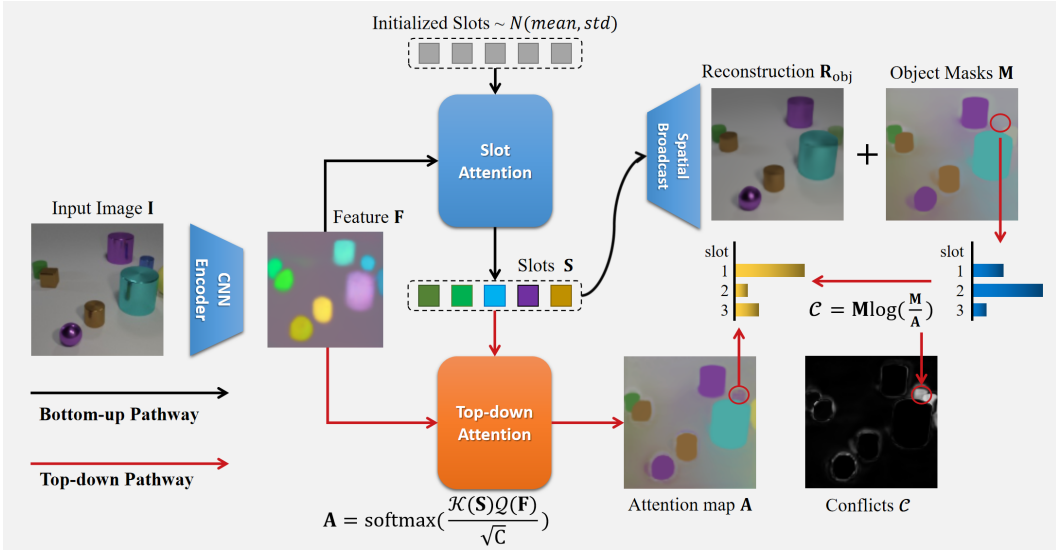 Initialized Slots ~ N(mean, std)
Slot
Attention
Spatial
Broadcast
Reconstruction R_obj
Object Masks M
+
Input Image I
CNN
Encoder
Feature F
Slots S
slot
1
2
3
slot
1
2
3
𝒞 = Mlog(M/A)
Bottom-up Pathway
Top-down Pathway
Top-down
Attention
A = softmax(𝒦(S)𝒬(F)/√C)
Attention map A
Conflicts 𝒞